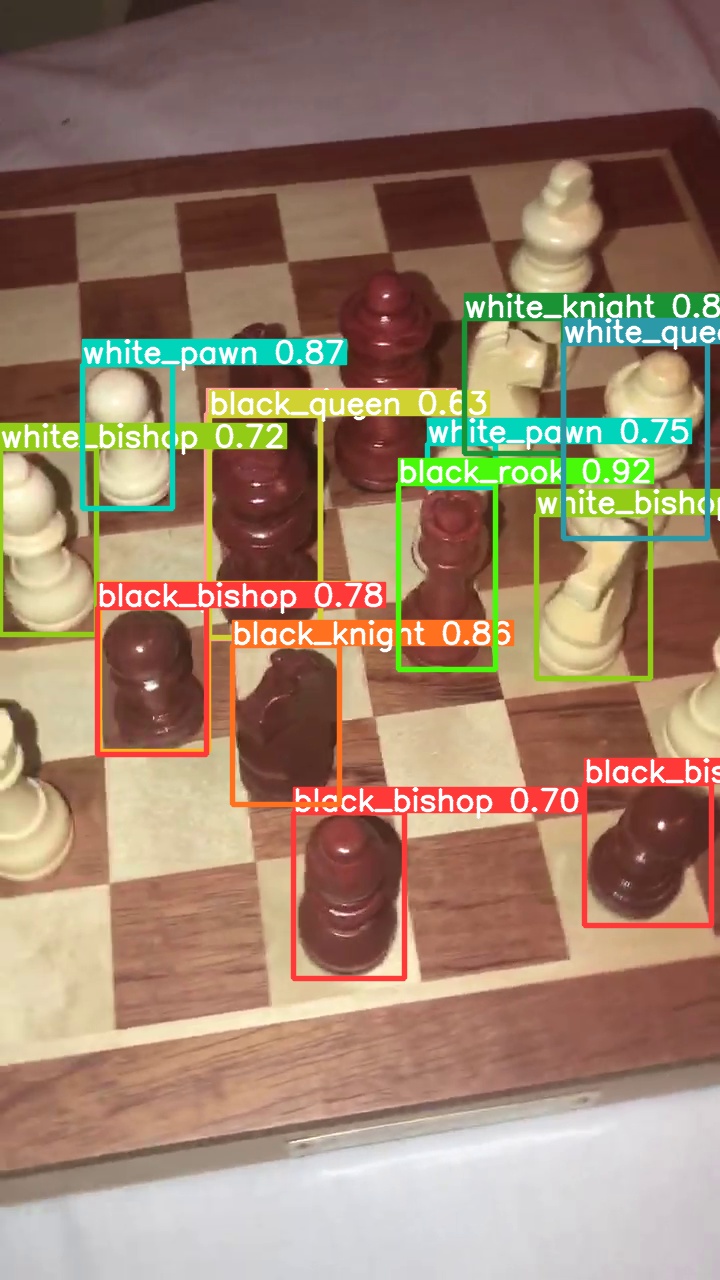 white_knight 0.8
white_que
white_pawn 0.87
black_queen 0.63
white_bishop 0.72
white_pawn 0.75
black_rook 0.92
white_bishop
black_bishop 0.78
black_knight 0.86
black_bis
black_bishop 0.70